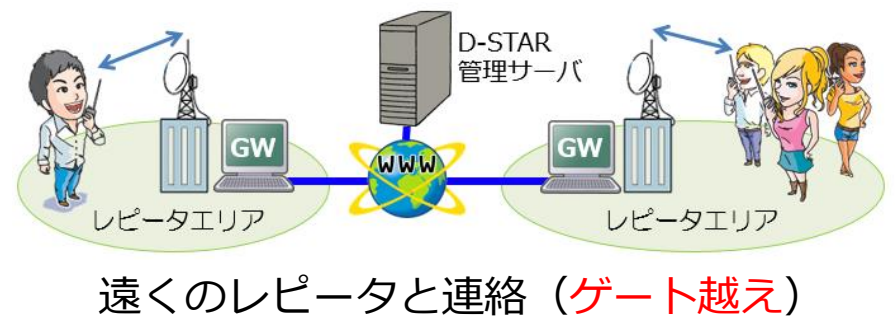 D-STAR
管理サーバ
GW
WWW
GW
レピータエリア
レピータエリア
遠くのレピータと連絡（ゲート越え）